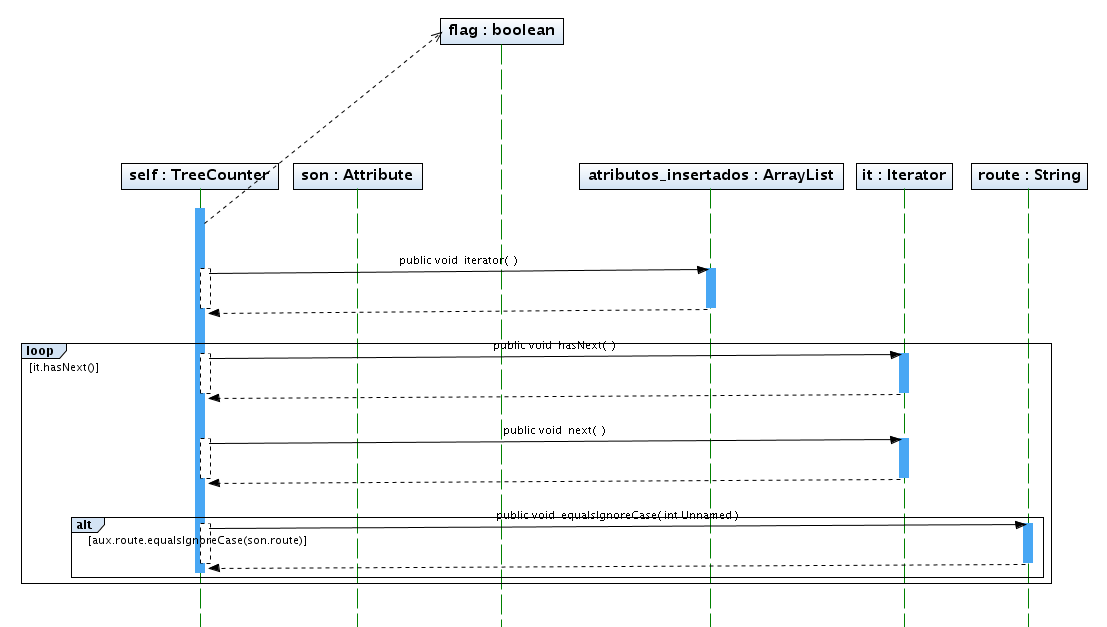 flag : boolean
self : TreeCounter
son : Attribute
atributos_insertados : ArrayList
it : Iterator
route : String
public void iterator( )
loop
public void hasNext( )
[it.hasNext()]
public void next( )
public void equalsIgnoreCase( int Unnamed )
alt
[aux.route.equalsIgnoreCase(son.route)]